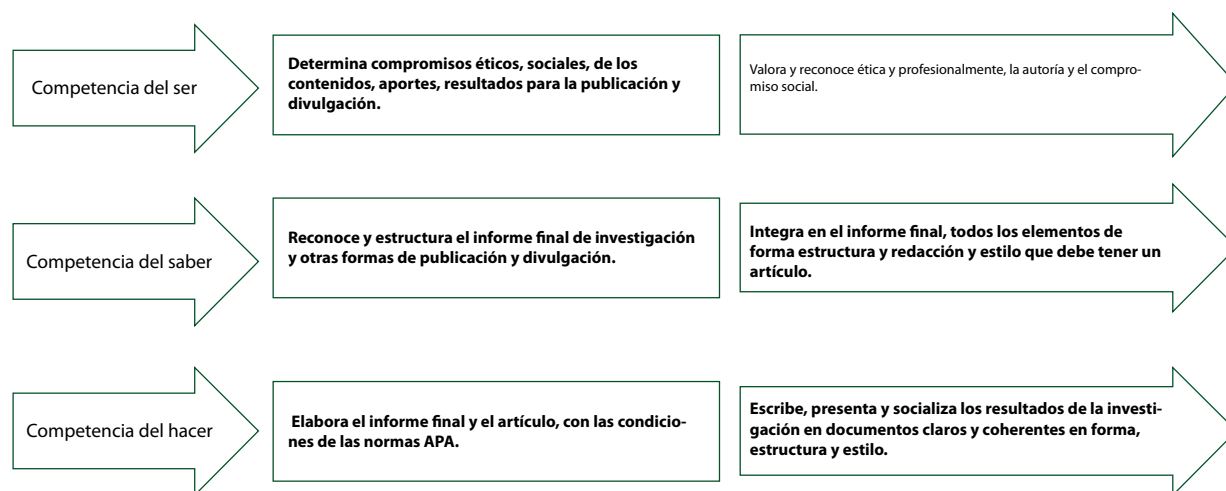 Competencia del ser
Determina compromisos éticos, sociales, de los
contenidos, aportes, resultados para la publicación y
divulgación.
Valora y reconoce ética y profesionalmente, la autoría y el compro-
miso social.
Competencia del saber
Reconoce y estructura el informe final de investigación
y otras formas de publicación y divulgación.
Integra en el informe final, todos los elementos de
forma estructura y redacción y estilo que debe tener un
artículo.
Competencia del hacer
Elabora el informe final y el artículo, con las condicio-
nes de las normas APA.
Escribe, presenta y socializa los resultados de la investi-
gación en documentos claros y coherentes en forma,
estructura y estilo.